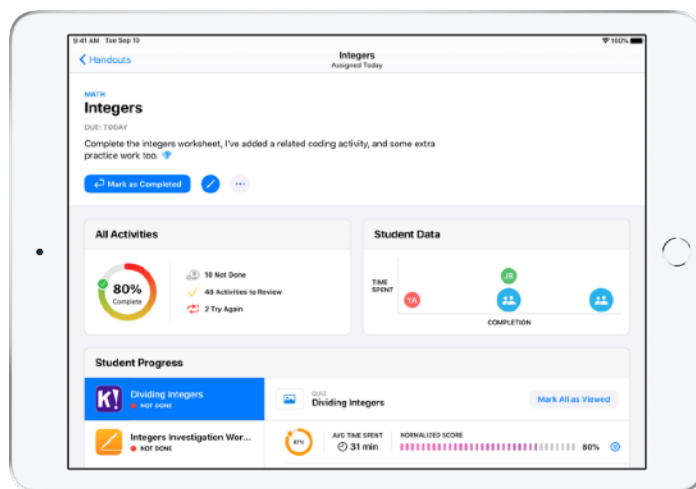 9:41 AM Tue Sep 10
100%
Handouts
Integers
Assigned Today
MATH
Integers
DUE: TODAY
Complete the integers worksheet, I've added a related coding activity, and some extra
practice work too.
Mark as Completed
All Activities
80%
Complete
10 Not Done
48 Activities to Review
2 Try Again
Student Data
TIME
SPENT
JB
YA
COMPLETION
Student Progress
K!
Dividing Integers
NOT DONE
QUIZ
Dividing Integers
Mark All as Viewed
Integers Investigation Wor...
NOT DONE
87%
AVG TIME SPENT
31 min
NORMALIZED SCORE
80%